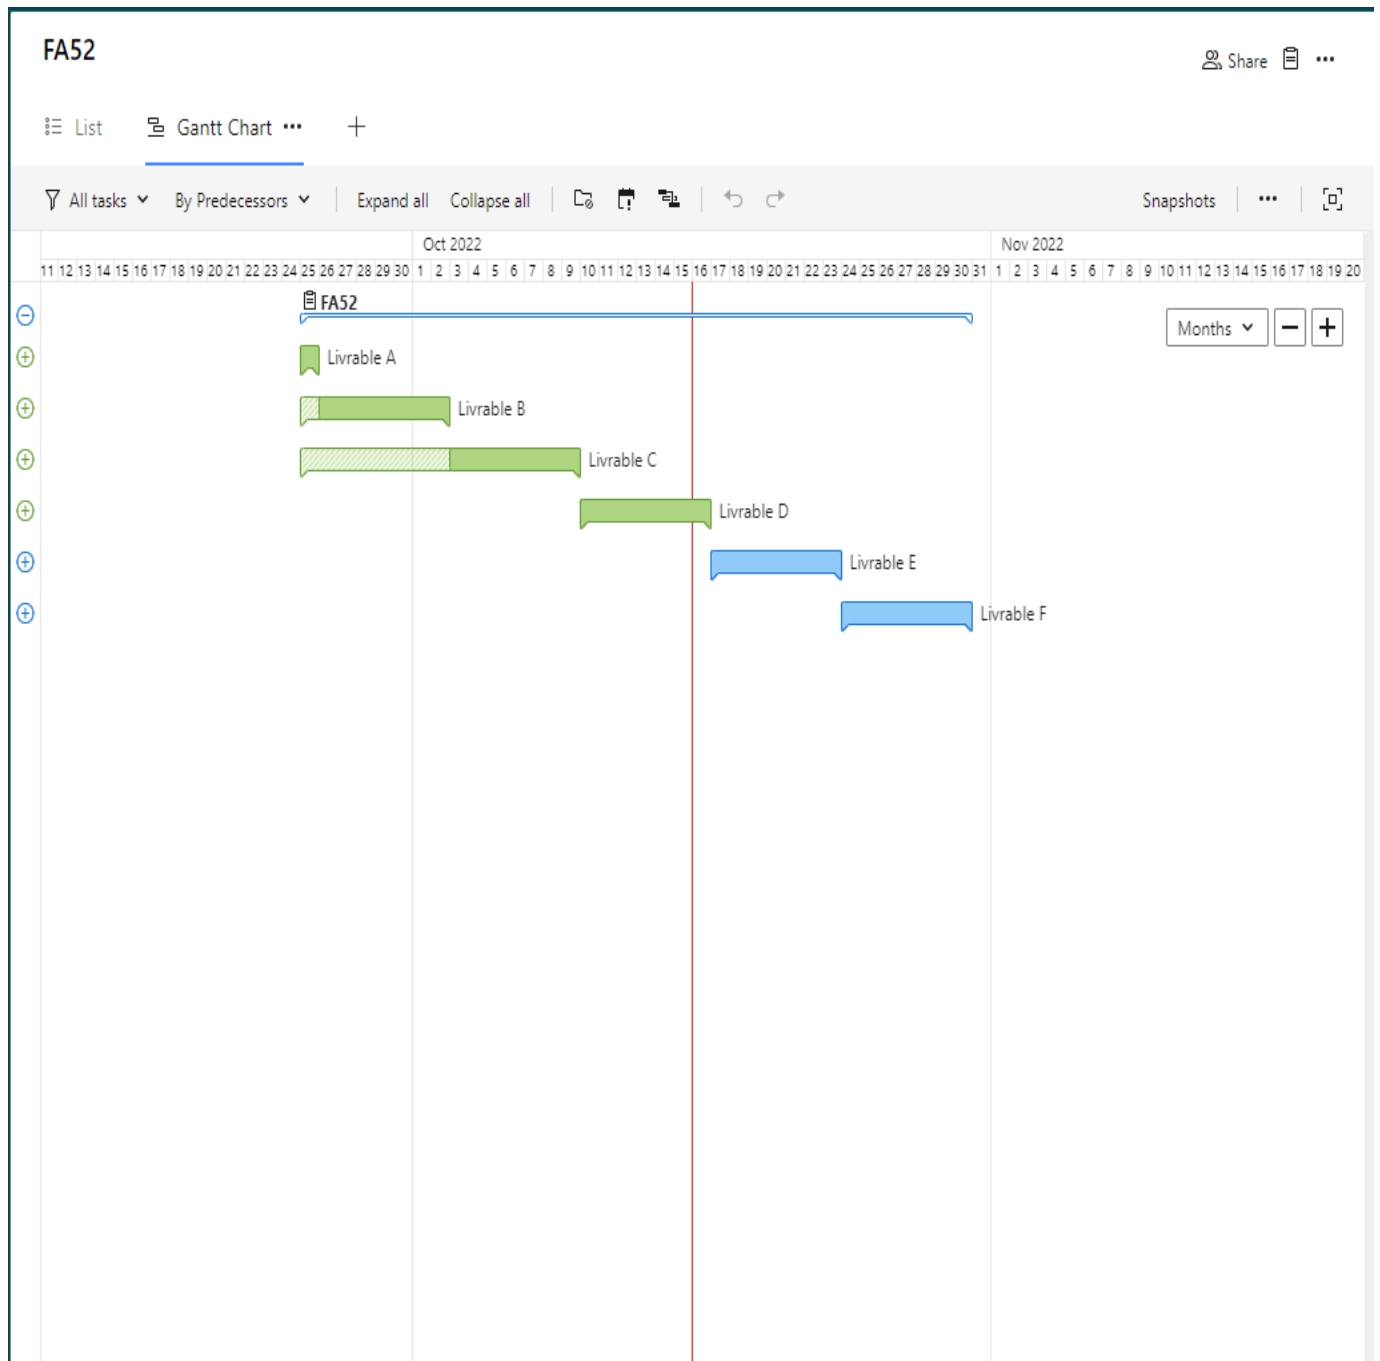 FA52
Share
List Gantt Chart
All tasks By Predecessors Expand all Collapse all Snapshots
Oct 2022 Nov 2022
11 12 13 14 15 16 17 18 19 20 21 22 23 24 25 26 27 28 29 30 1 2 3 4 5 6 7 8 9 10 11 12 13 14 15 16 17 18 19 20 21 22 23 24 25 26 27 28 29 30 31 1 2 3 4 5 6 7 8 9 10 11 12 13 14 15 16 17 18 19 20
FA52
Months
Livrable A
Livrable B
Livrable C
Livrable D
Livrable E
Livrable F